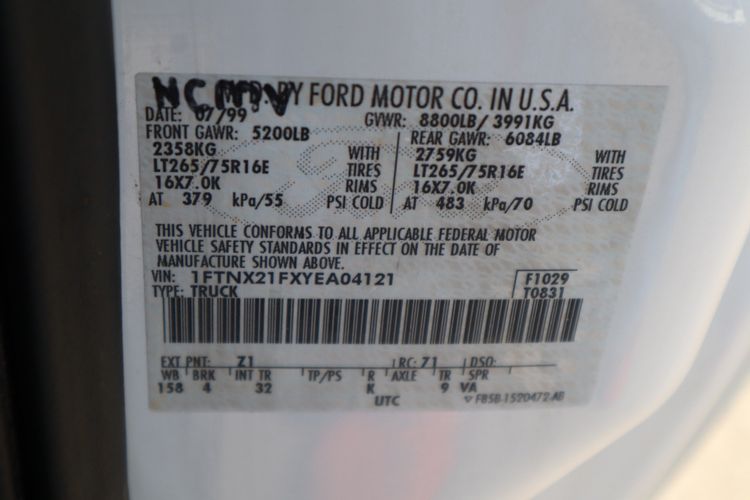 NCMV BY FORD MOTOR CO. IN U.S.A.
DATE: 07/99 GVWR: 8800LB/ 3991KG
FRONT GAWR: 5200LB REAR GAWR: 6084LB
2358KG WITH 2759KG WITH
LT265/75R16E TIRES LT265/75R16E TIRES
16X7.0K RIMS 16X7.0K RIMS
AT 379 kPa/55 PSI COLD AT 483 kPa/70 PSI COLD
THIS VEHICLE CONFORMS TO ALL APPLICABLE FEDERAL MOTOR
VEHICLE SAFETY STANDARDS IN EFFECT ON THE DATE OF
MANUFACTURE SHOWN ABOVE.
VIN: 1FTNX21FXYEA04121 F1029
TYPE: TRUCK T0831
EXT PNT: Z1 RC: 71 DSO:
WB BRK INT TR TP/PS R AXLE TR SPR
158 4 32 K 9 VA
UTC F85B-1520472-AB